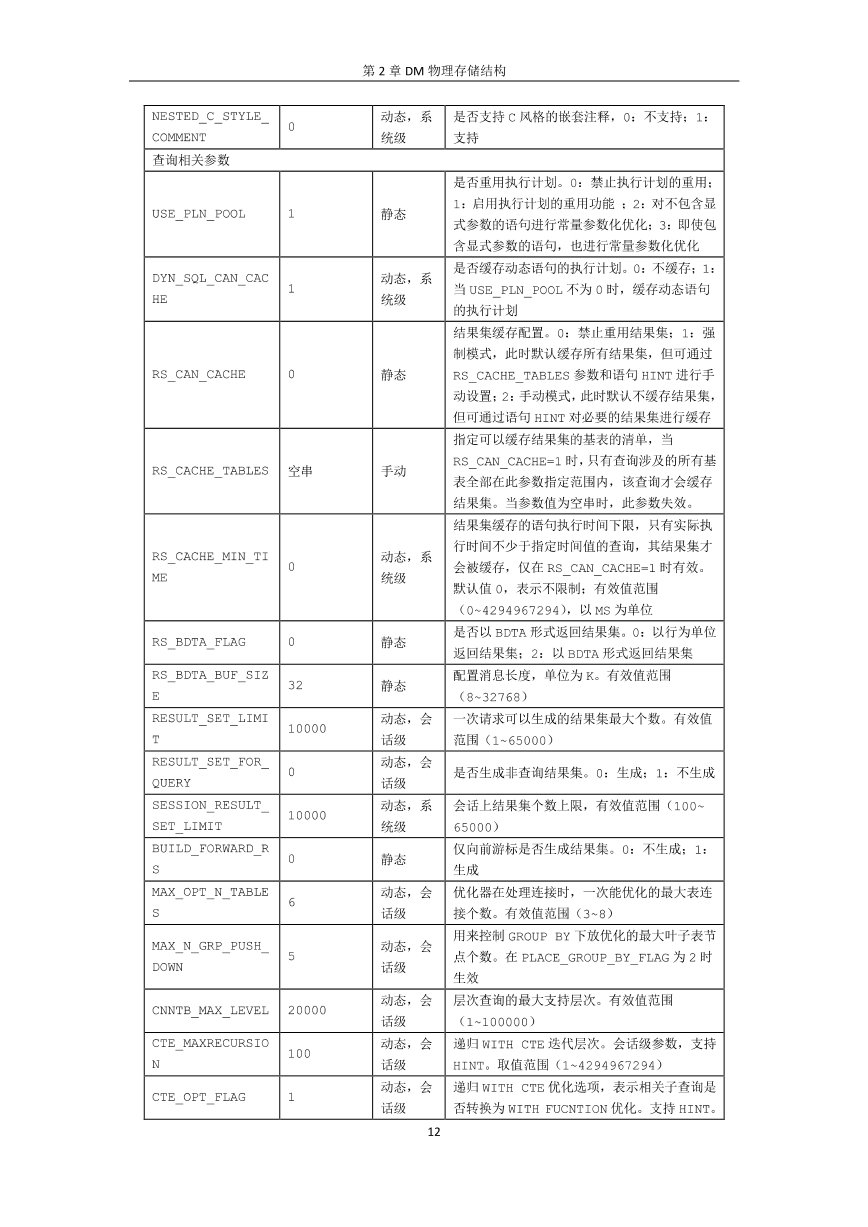 第 2 章 DM 物理存储结构
NESTED_C_STYLE_
COMMENT
0
动态，系
统级
是否支持 C 风格的嵌套注释，0：不支持；1：
支持
查询相关参数
USE_PLN_POOL
1
静态
是否重用执行计划。0：禁止执行计划的重用；
1：启用执行计划的重用功能 ；2：对不包含显
式参数的语句进行常量参数化优化；3：即使包
含显式参数的语句，也进行常量参数化优化
DYN_SQL_CAN_CAC
HE
1
动态，系
统级
是否缓存动态语句的执行计划。0：不缓存；1：
当 USE_PLN_POOL 不为 0 时，缓存动态语句
的执行计划
RS_CAN_CACHE
0
静态
结果集缓存配置。0：禁止重用结果集；1：强
制模式，此时默认缓存所有结果集，但可通过
RS_CACHE_TABLES 参数和语句 HINT 进行手
动设置；2：手动模式，此时默认不缓存结果集，
但可通过语句 HINT 对必要的结果集进行缓存
RS_CACHE_TABLES
空串
手动
指定可以缓存结果集的基表的清单，当
RS_CAN_CACHE=1 时，只有查询涉及的所有基
表全部在此参数指定范围内，该查询才会缓存
结果集。当参数值为空串时，此参数失效。
RS_CACHE_MIN_TI
ME
0
动态，系
统级
结果集缓存的语句执行时间下限，只有实际执
行时间不少于指定时间值的查询，其结果集才
会被缓存，仅在 RS_CAN_CACHE=1 时有效。
默认值 0，表示不限制；有效值范围
（0~4294967294），以 MS 为单位
RS_BDTA_FLAG
0
静态
是否以 BDTA 形式返回结果集。0：以行为单位
返回结果集；2：以 BDTA 形式返回结果集
RS_BDTA_BUF_SIZ
E
32
静态
配置消息长度，单位为 K。有效值范围
（8~32768）
RESULT_SET_LIMI
T
10000
动态，会
话级
一次请求可以生成的结果集最大个数。有效值
范围（1~65000）
RESULT_SET_FOR_
QUERY
0
动态，会
话级
是否生成非查询结果集。0：生成；1：不生成
SESSION_RESULT_
SET_LIMIT
10000
动态，系
统级
会话上结果集个数上限，有效值范围（100~
65000）
BUILD_FORWARD_R
S
0
静态
仅向前游标是否生成结果集。0：不生成；1：
生成
MAX_OPT_N_TABLE
S
6
动态，会
话级
优化器在处理连接时，一次能优化的最大表连
接个数。有效值范围（3~8）
MAX_N_GRP_PUSH_
DOWN
5
动态，会
话级
用来控制 GROUP BY 下放优化的最大叶子表节
点个数。在 PLACE_GROUP_BY_FLAG 为 2 时
生效
CNNTB_MAX_LEVEL
20000
动态，会
话级
层次查询的最大支持层次。有效值范围
（1~100000）
CTE_MAXRECURSIO
N
100
动态，会
话级
递归 WITH CTE 迭代层次。会话级参数，支持
HINT。取值范围（1~4294967294）
CTE_OPT_FLAG
1
动态，会
话级
递归 WITH CTE 优化选项，表示相关子查询是
否转换为 WITH FUCNTION 优化。支持 HINT。
12